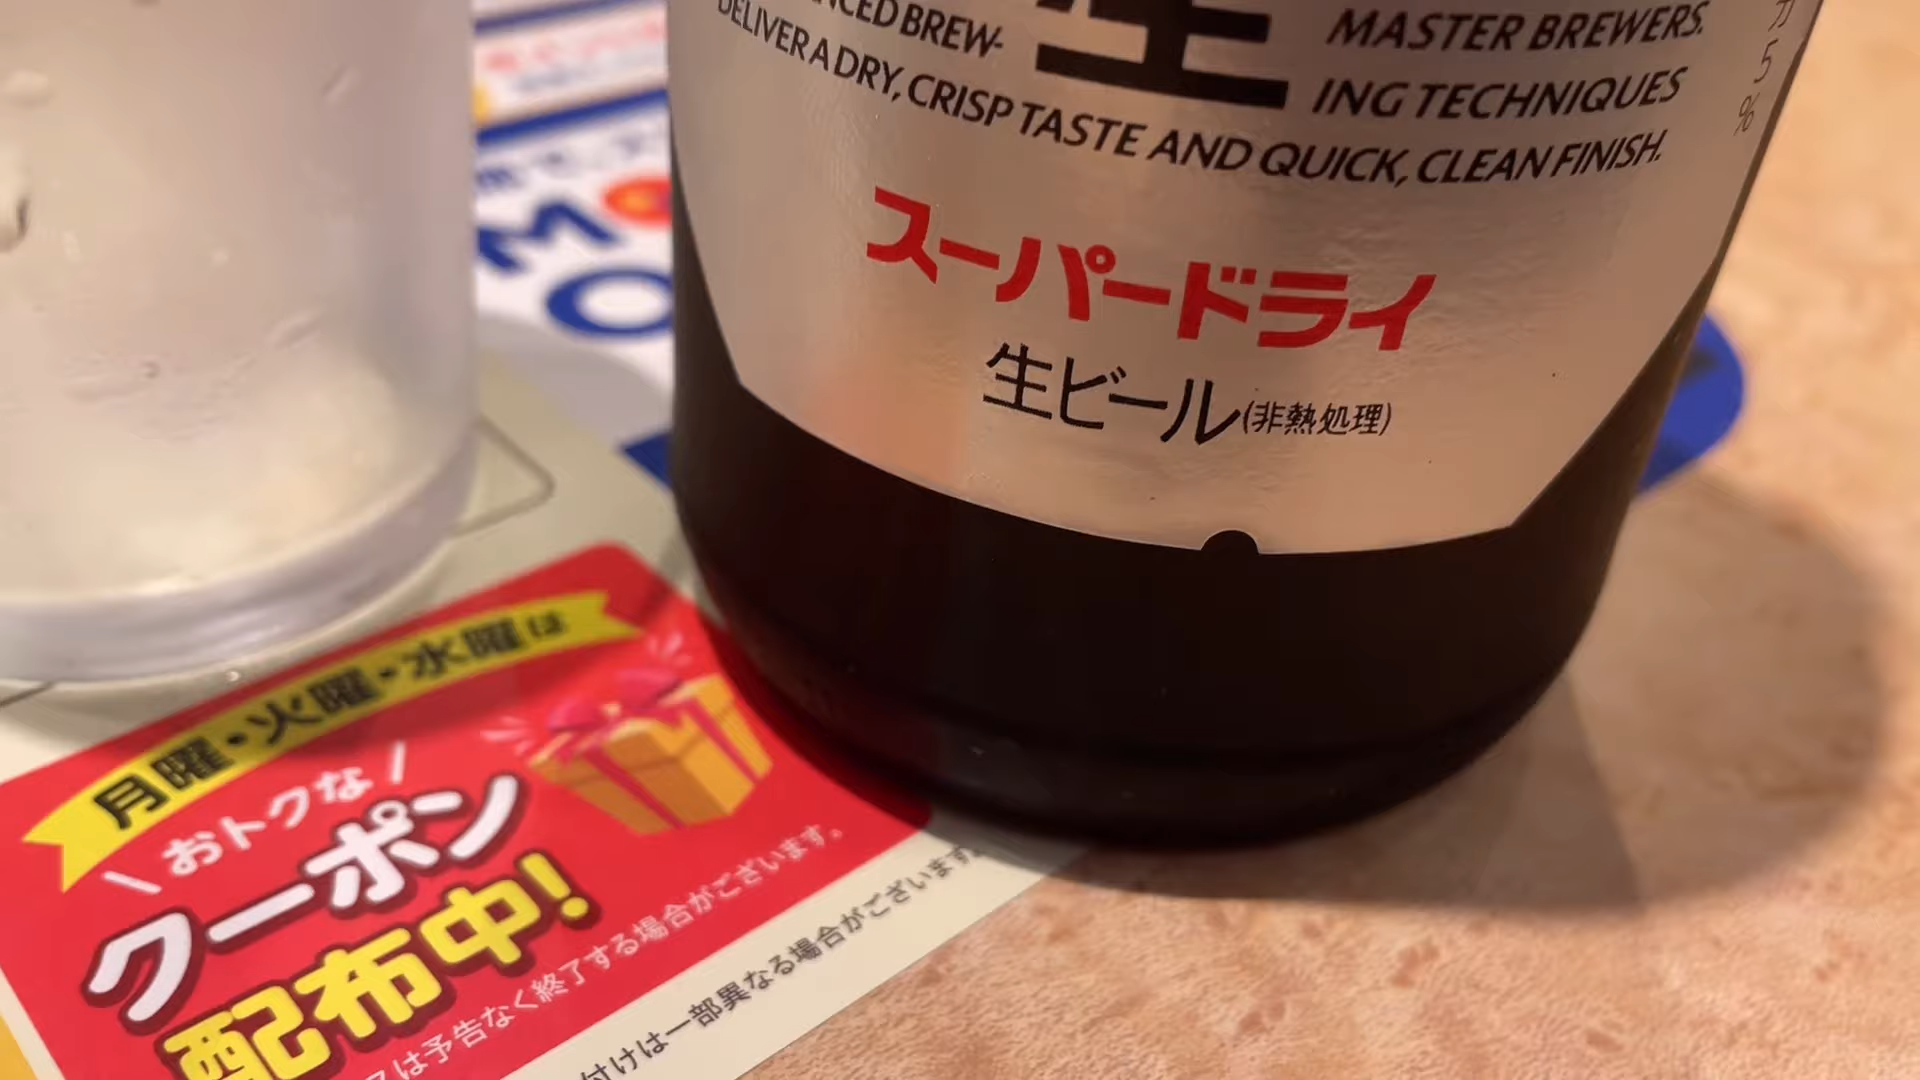 生
MASTER BREWERS.
BREW-
ING TECHNIQUES
DELIVER A DRY, CRISP TASTE AND QUICK, CLEAN FINISH.
5%
スーパードライ
生ビール(非熱処理)
月曜・火曜・水曜は
\おトクな/
クーポン
配布中!
は予告なく終了する場合がございます。
付けは一部異なる場合がございます